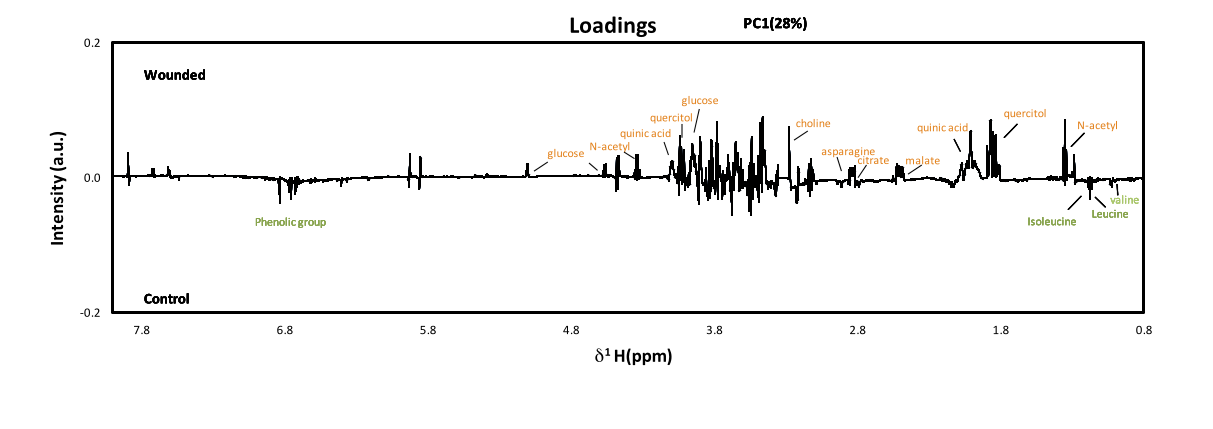 Loadings
PC1(28%)
0.2
Wounded
glucose
quercitol
quinic acid
N-acetyl
glucose
choline
asparagine
citrate
malate
quinic acid
quercitol
N-acetyl
Intensity (a.u.)
0.0
Phenolic group
Isoleucine
Leucine
valine
Control
-0.2
7.8 6.8 5.8 4.8 3.8 2.8 1.8 0.8
δ¹ H(ppm)